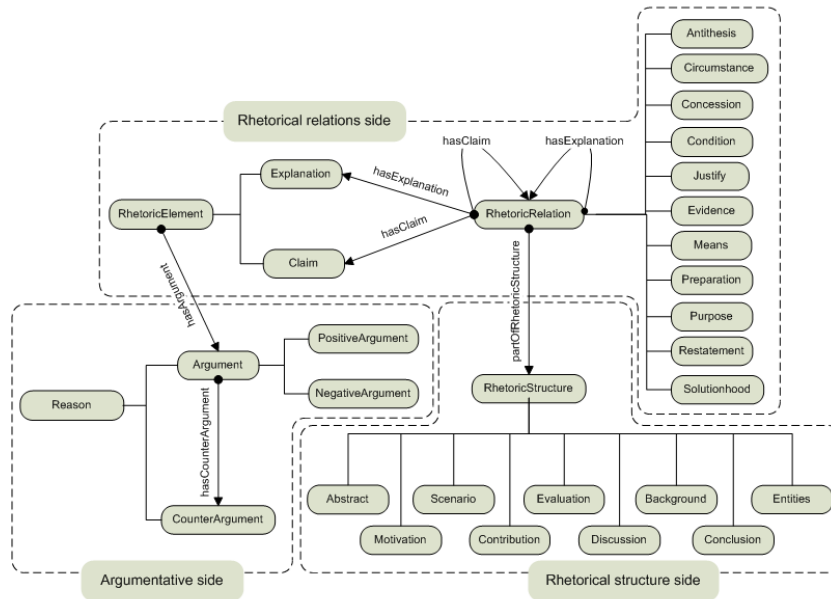 Antithesis
Circumstance
Rhetorical relations side
Concession
hasClaim
hasExplanation
Condition
Explanation
hasExplanation
Justify
RhetoricElement
RhetoricRelation
Evidence
hasClaim
Claim
Means
hasArgument
partOfRhetoricStructure
Preparation
Purpose
PositiveArgument
Argument
Restatement
RhetoricStructure
Solutionhood
NegativeArgument
Reason
hasCounterArgument
Abstract
Scenario
Evaluation
Background
Entities
CounterArgument
Motivation
Contribution
Discussion
Conclusion
Argumentative side
Rhetorical structure side